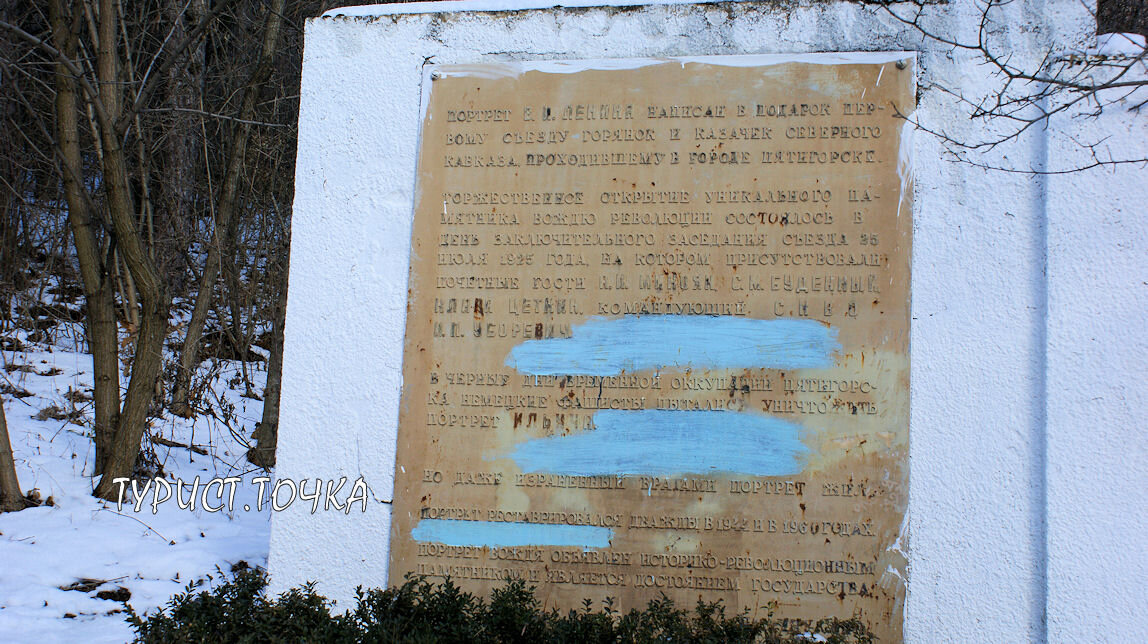 ПОРТРЕТ В.И. ЛЕНИНА НАПИСАН В ПОДАРОК ПЕР-
ВОМУ СЪЕЗДУ ГОРЯНОК И КАЗАЧЕК СЕВЕРНОГО
КАВКАЗА, ПРОХОДИВШЕМУ В ГОРОДЕ ПЯТИГОРСКЕ.
ТОРЖЕСТВЕННОЕ ОТКРЫТИЕ УНИКАЛЬНОГО ПА-
МЯТНИКА ВОЖДЮ РЕВОЛЮЦИИ СОСТОЯЛОСЬ В
ДЕНЬ ЗАКЛЮЧИТЕЛЬНОГО ЗАСЕДАНИЯ СЪЕЗДА 25
ИЮЛЯ 1925 ГОДА, НА КОТОРОМ ПРИСУТСТВОВАЛИ
ПОЧЕТНЫЕ ГОСТИ А.И. МИКОЯН, С.М. БУДЕННЫЙ,
КЛАРА ЦЕТКИН, КОМАНДУЮЩИЙ С К В О
И.П. УБОРЕВИЧ.
В ЧЕРНЫЕ ДНИ ВРЕМЕННОЙ ОККУПАЦИИ ПЯТИГОРС-
КА НЕМЕЦКИЕ ФАШИСТЫ ПЫТАЛИСЬ УНИЧТОЖИТЬ
ПОРТРЕТ ИЛЬИЧА.
НО ДАЖЕ ИЗРАНЕННЫЙ ВРАГАМИ ПОРТРЕТ ЖИЛ.
ПОРТРЕТ РЕСТАВРИРОВАЛСЯ ДВАЖДЫ В 1944 И В 1960 ГОДАХ.
ПОРТРЕТ ВОЖДЯ ОБЪЯВЛЕН ИСТОРИКО-РЕВОЛЮЦИОННЫМ
ПАМЯТНИКОМ И ЯВЛЯЕТСЯ ДОСТОЯНИЕМ ГОСУДАРСТВА.
ТУРИСТ.ТОЧКА